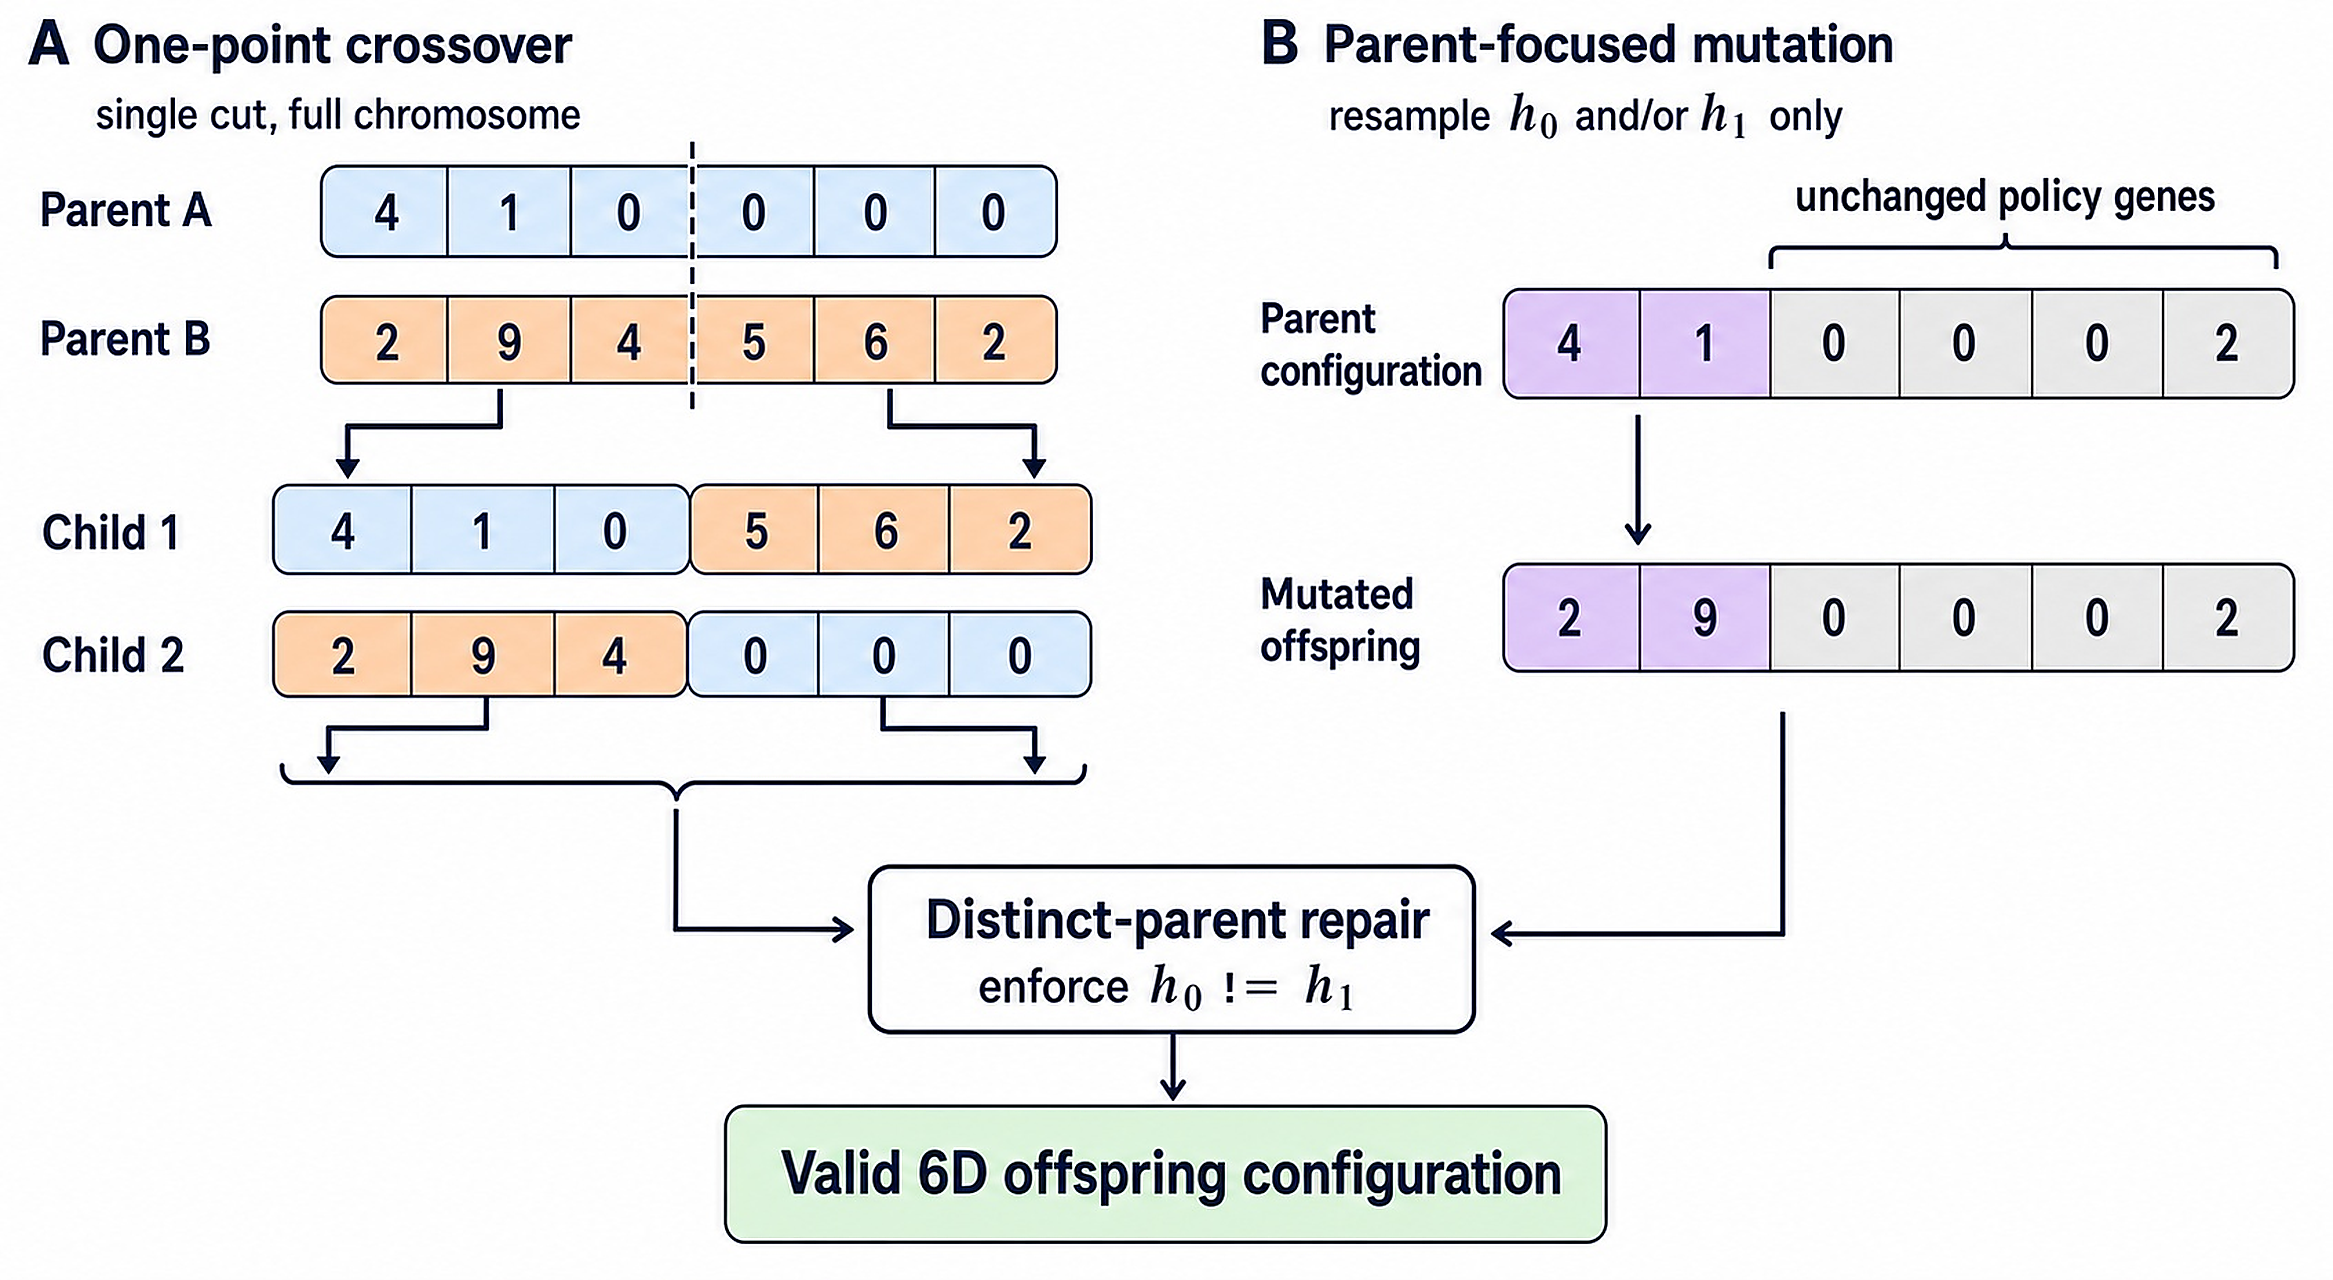 A One-point crossover
single cut, full chromosome
Parent A 4 1 0 0 0 0
Parent B 2 9 4 5 6 2
Child 1 4 1 0 5 6 2
Child 2 2 9 4 0 0 0
B Parent-focused mutation
resample h₀ and/or h₁ only
unchanged policy genes
Parent
configuration
4 1 0 0 0 2
Mutated
offspring
2 9 0 0 0 2
Distinct-parent repair
enforce h₀ != h₁
Valid 6D offspring configuration